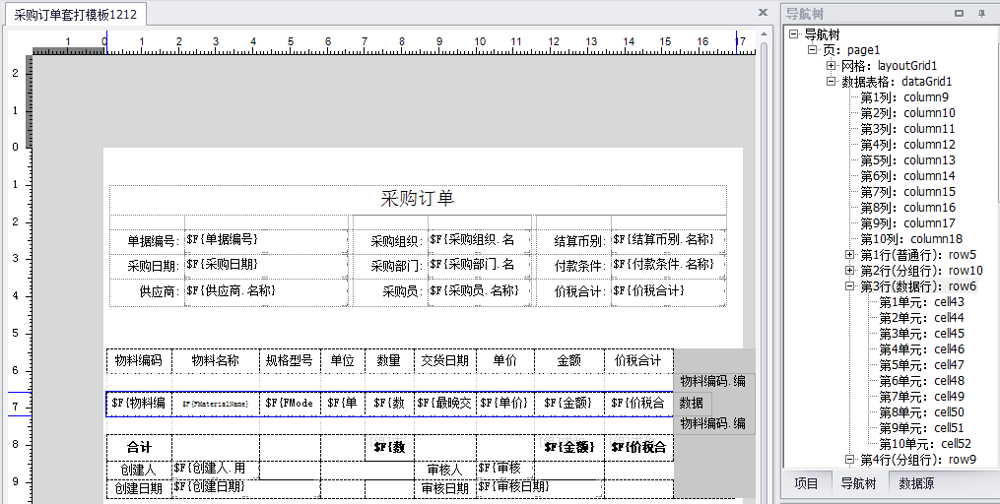 采购订单套打模板1212
1 0 1 2 3 4 5 6 7 8 9 10 11 12 13 14 15 16 17
2
1
0
1
2
3
4
5
6
7
8
9
采购订单
单据编号: $F{单据编号} 采购组织: $F{采购组织.名 结算币别: $F{结算币别.名称}
采购日期: $F{采购日期} 采购部门: $F{采购部门.名 付款条件: $F{付款条件.名称}
供应商: $F{供应商.名称} 采购员: $F{采购员.名称} 价税合计: $F{价税合计}
物料编码 物料名称 规格型号 单位 数量 交货日期 单价 金额 价税合计
物料编码.编
$F{物料编 $F{FMaterialName} $F{FMode $F{单 $F{数 $F{最晚交 $F{单价} $F{金额} $F{价税合 数据
物料编码.编
合计 $F{数 $F{金额} $F{价税合
创建人 $F{创建人.用 审核人 $F{审核
创建日期 $F{创建日期} 审核日期 $F{审核日期}
导航树
导航树
页: page1
网格: layoutGrid1
数据表格: dataGrid1
第1列: column9
第2列: column10
第3列: column11
第4列: column12
第5列: column13
第6列: column14
第7列: column15
第8列: column16
第9列: column17
第10列: column18
第1行(普通行): row5
第2行(分组行): row10
第3行(数据行): row6
第1单元: cell43
第2单元: cell44
第3单元: cell45
第4单元: cell46
第5单元: cell47
第6单元: cell48
第7单元: cell49
第8单元: cell50
第9单元: cell51
第10单元: cell52
第4行(分组行): row9
项目 导航树 数据源